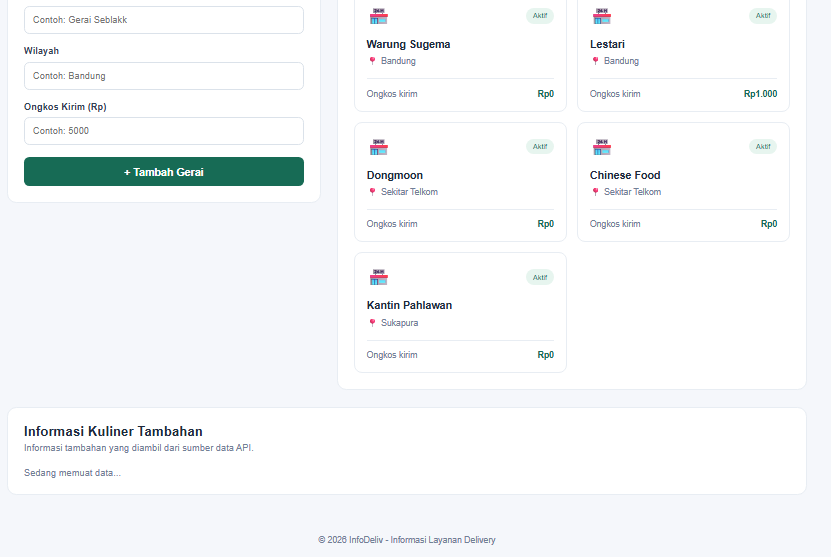 Contoh: Gerai Seblakk
Wilayah
Contoh: Bandung
Ongkos Kirim (Rp)
Contoh: 5000
+ Tambah Gerai
Aktif
Warung Sugema
Bandung
Ongkos kirim Rp0
Aktif
Lestari
Bandung
Ongkos kirim Rp1.000
Aktif
Dongmoon
Sekitar Telkom
Ongkos kirim Rp0
Aktif
Chinese Food
Sekitar Telkom
Ongkos kirim Rp0
Aktif
Kantin Pahlawan
Sukapura
Ongkos kirim Rp0
Informasi Kuliner Tambahan
Informasi tambahan yang diambil dari sumber data API.
Sedang memuat data...
© 2026 InfoDeliv - Informasi Layanan Delivery